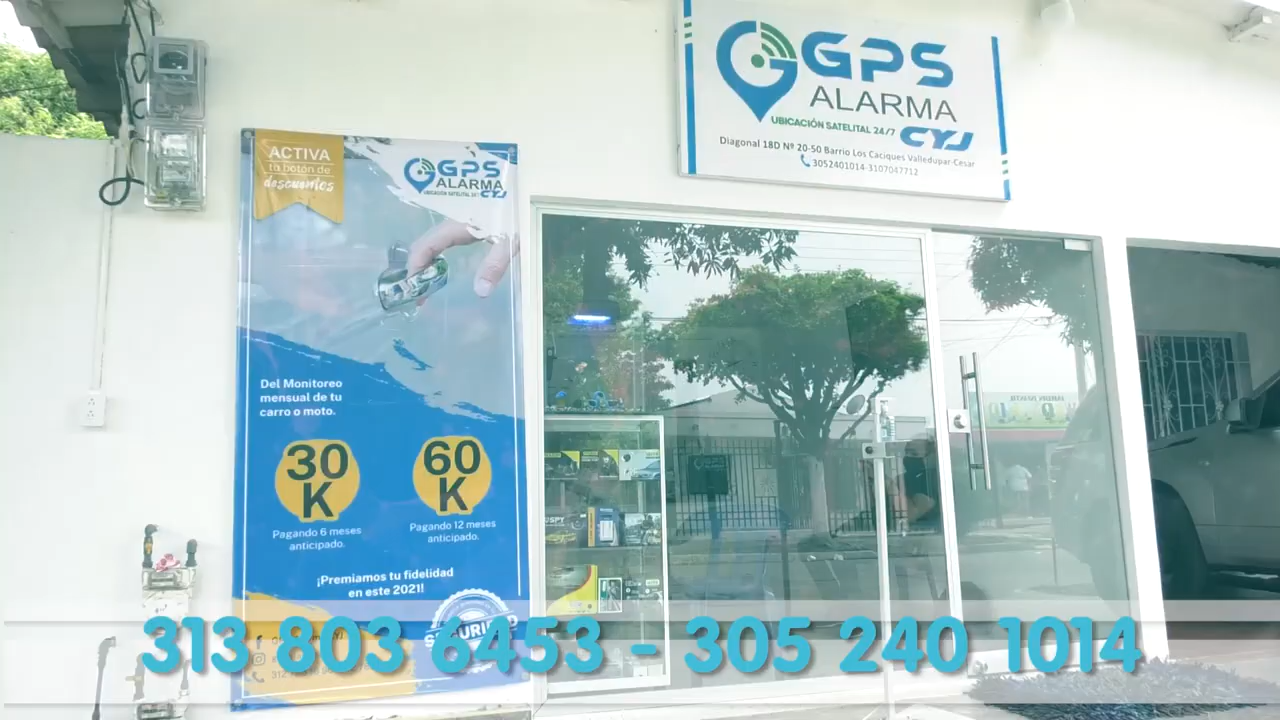 GPS
ALARMA
UBICACIÓN SATELITAL 24/7 CYJ
Diagonal 18D Nº 20-50 Barrio Los Caciques Valledupar-Cesar
3052401014-3107047712
ACTIVA
tu botón de
descuentos
GPS
ALARMA
UBICACIÓN SATELITAL 24/7 CYJ
Del Monitoreo
mensual de tu
carro o moto.
30
K
Pagando 6 meses
anticipado.
60
K
Pagando 12 meses
anticipado.
¡Premiamos tu fidelidad
en este 2021!
SEGURIDAD
313 803 6453 - 305 240 1014